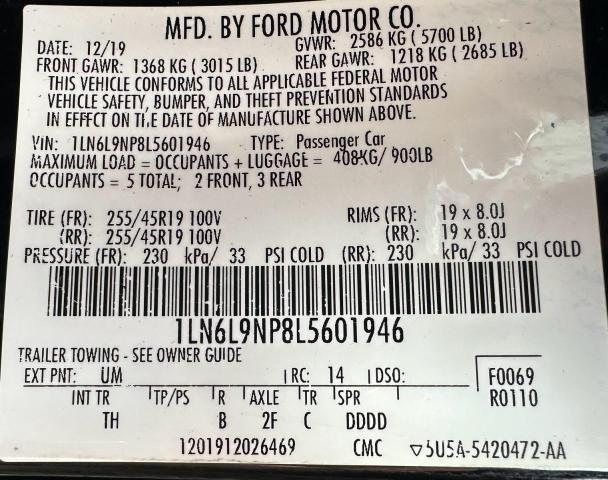 MFD. BY FORD MOTOR CO.
DATE: 12/19 GVWR: 2586 KG ( 5700 LB)
FRONT GAWR: 1368 KG ( 3015 LB) REAR GAWR: 1218 KG ( 2685 LB)
THIS VEHICLE CONFORMS TO ALL APPLICABLE FEDERAL MOTOR
VEHICLE SAFETY, BUMPER, AND THEFT PREVENTION STANDARDS
IN EFFECT ON THE DATE OF MANUFACTURE SHOWN ABOVE.
VIN: 1LN6L9NP8L5601946 TYPE: Passenger Car
MAXIMUM LOAD = OCCUPANTS + LUGGAGE = 408KG/ 900LB
OCCUPANTS = 5 TOTAL; 2 FRONT, 3 REAR
TIRE (FR): 255/45R19 100V RIMS (FR): 19 x 8.0J
(RR): 255/45R19 100V (RR): 19 x 8.0J
PRESSURE (FR): 230 kPa/ 33 PSI COLD (RR): 230 kPa/ 33 PSI COLD
1LN6L9NP8L5601946
TRAILER TOWING - SEE OWNER GUIDE
EXT PNT: UM RC: 14 DSO: F0069
INT TR TP/PS R AXLE TR SPR R0110
TH B 2F C DDDD
1201912026469 CMC ▽5U5A-5420472-AA